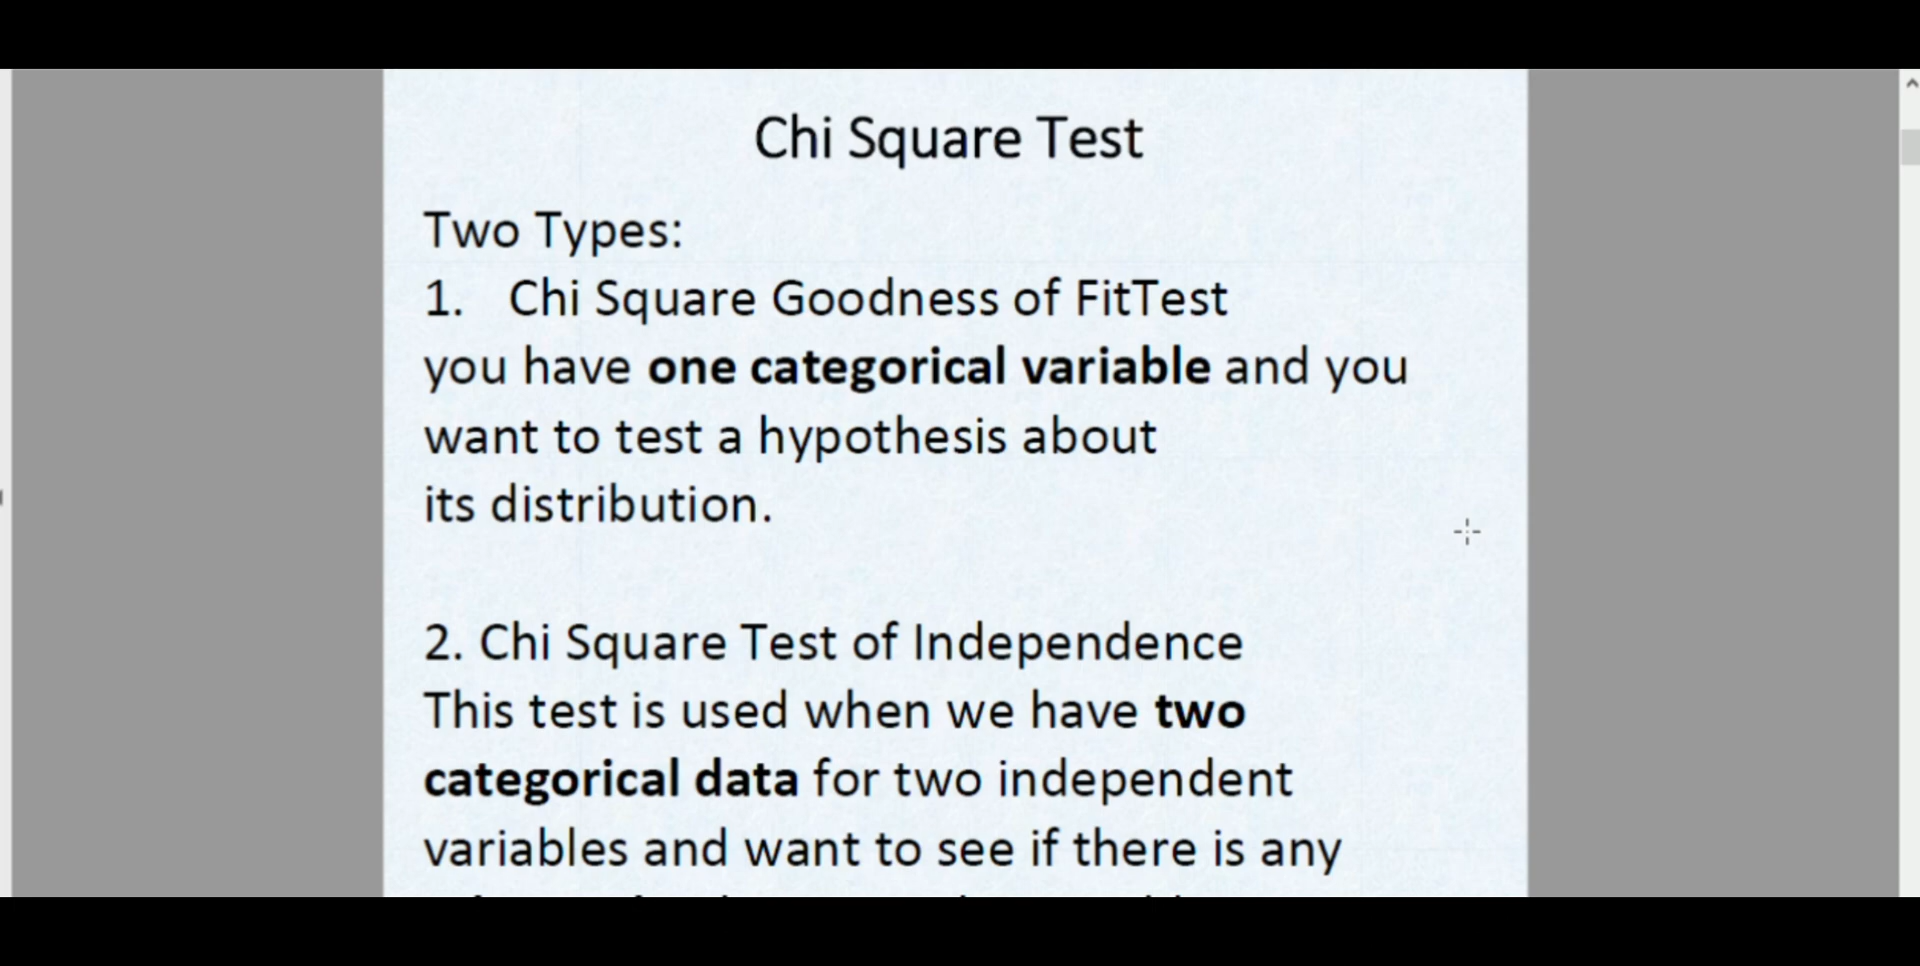 Chi Square Test
Two Types:
1. Chi Square Goodness of FitTest
you have one categorical variable and you
want to test a hypothesis about
its distribution.
2. Chi Square Test of Independence
This test is used when we have two
categorical data for two independent
variables and want to see if there is any